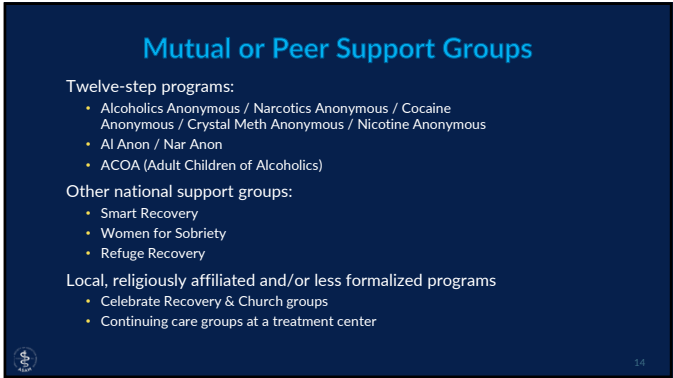 Mutual or Peer Support Groups
Twelve-step programs:
• Alcoholics Anonymous / Narcotics Anonymous / Cocaine
Anonymous / Crystal Meth Anonymous / Nicotine Anonymous
• Al Anon / Nar Anon
• ACOA (Adult Children of Alcoholics)
Other national support groups:
• Smart Recovery
• Women for Sobriety
• Refuge Recovery
Local, religiously affiliated and/or less formalized programs
• Celebrate Recovery & Church groups
• Continuing care groups at a treatment center
ASAM
14